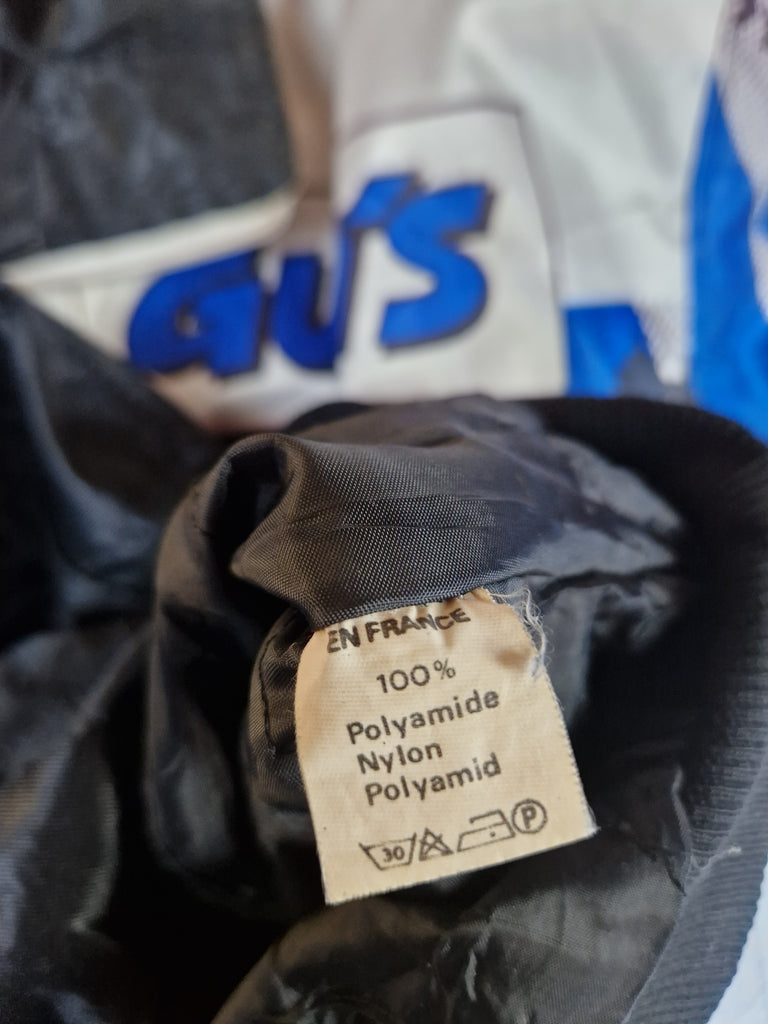 GU'S
EN FRANCE
100%
Polyamide
Nylon
Polyamid
30 P